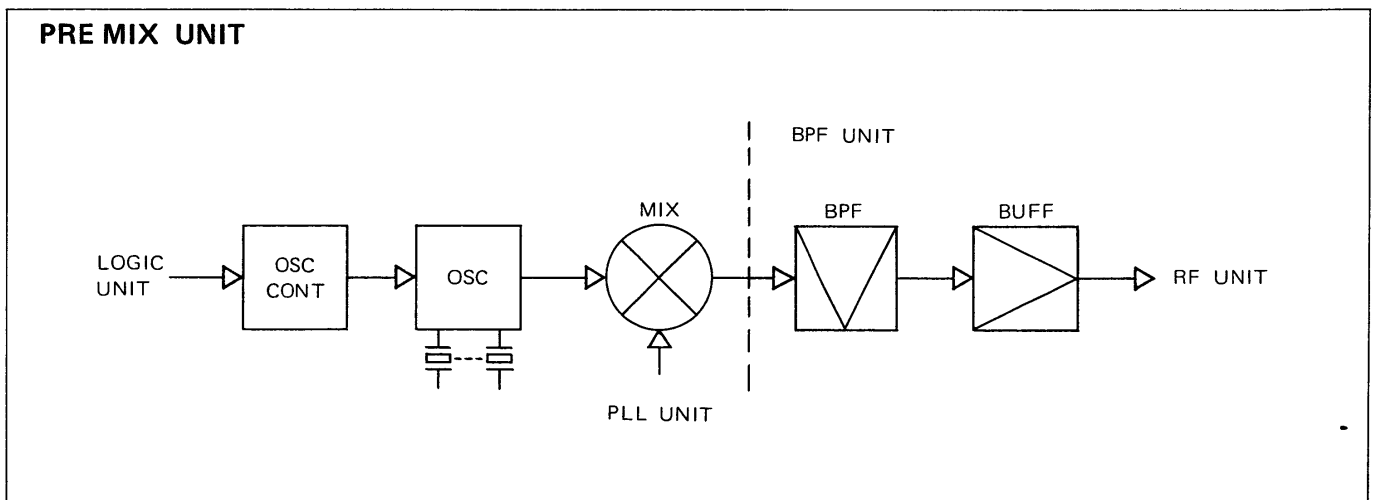 PRE MIX UNIT
BPF UNIT
MIX
BPF
BUFF
LOGIC
UNIT
OSC
CONT
OSC
RF UNIT
PLL UNIT